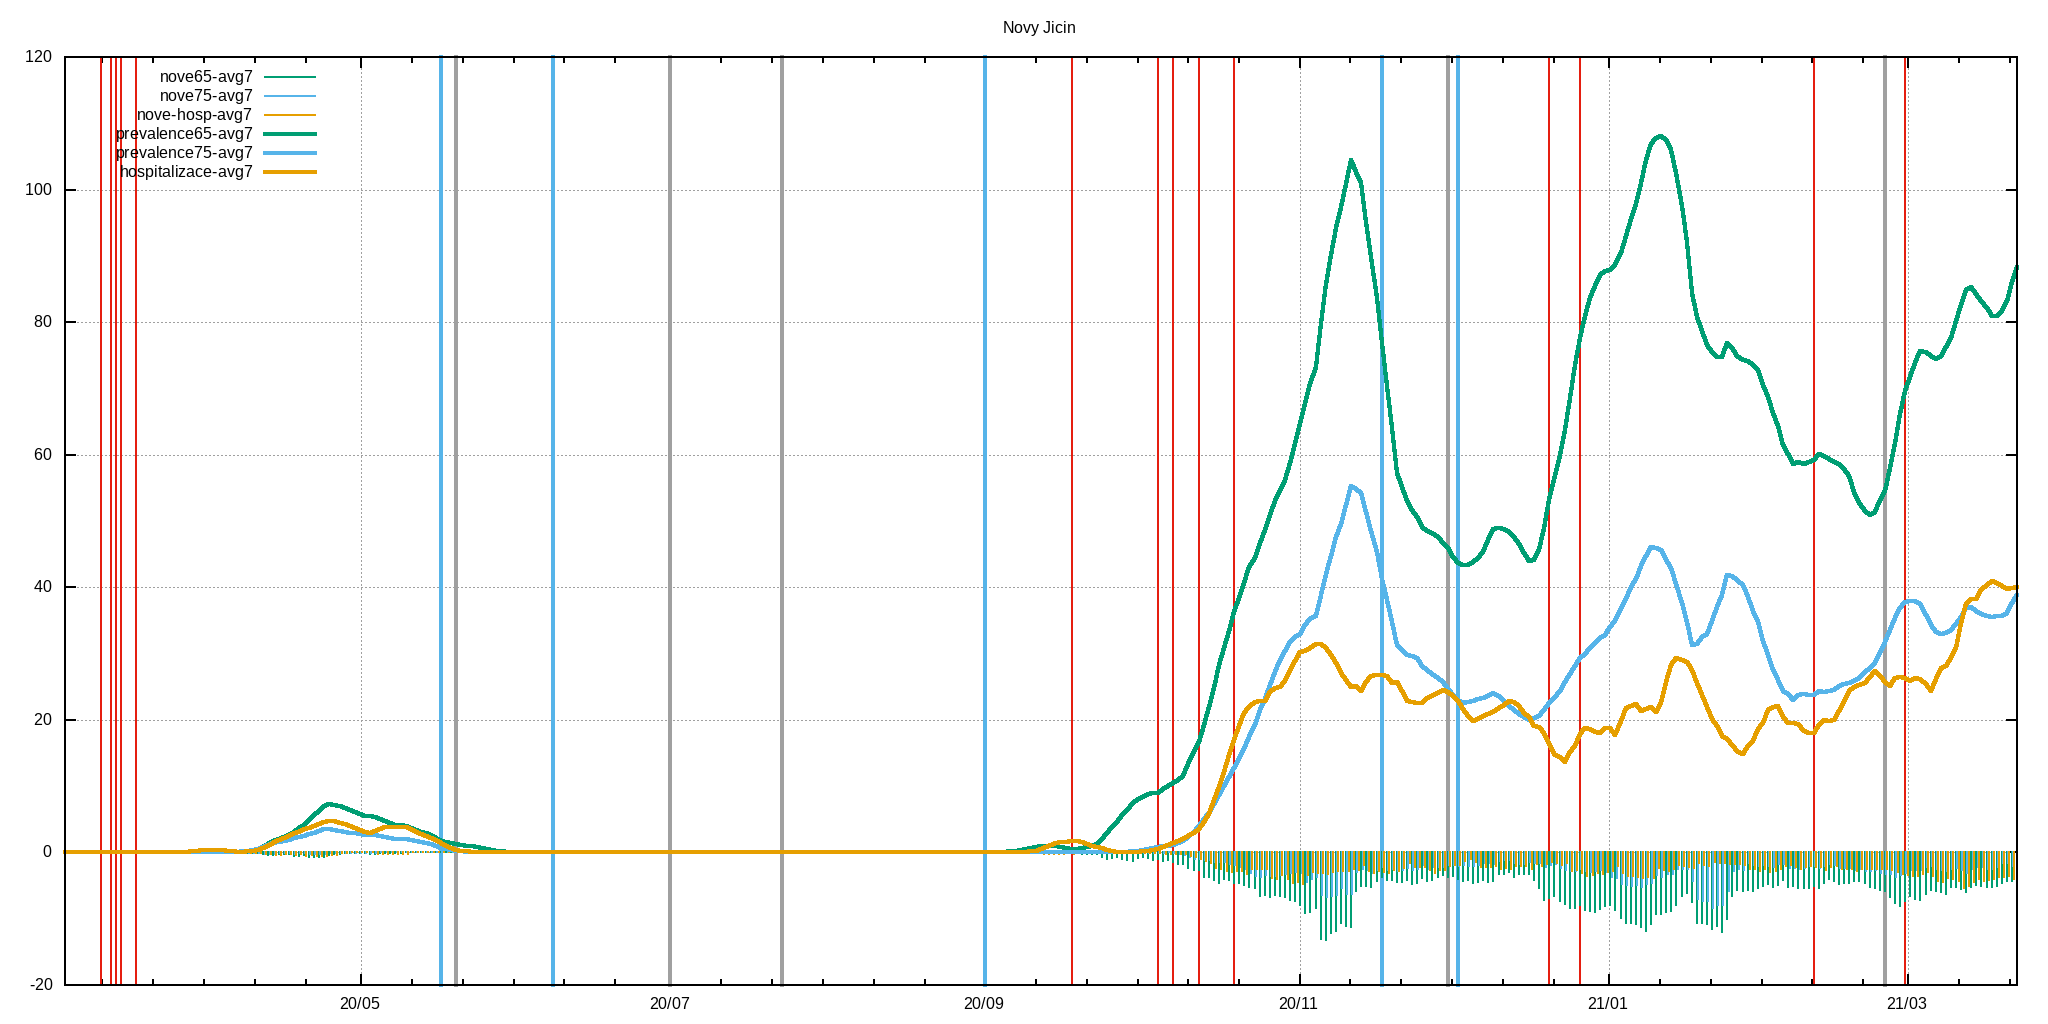 Novy Jicin
120
100
80
60
40
20
0
-20
nove65-avg7
nove75-avg7
nove-hosp-avg7
prevalence65-avg7
prevalence75-avg7
hospitalizace-avg7
20/05
20/07
20/09
20/11
21/01
21/03